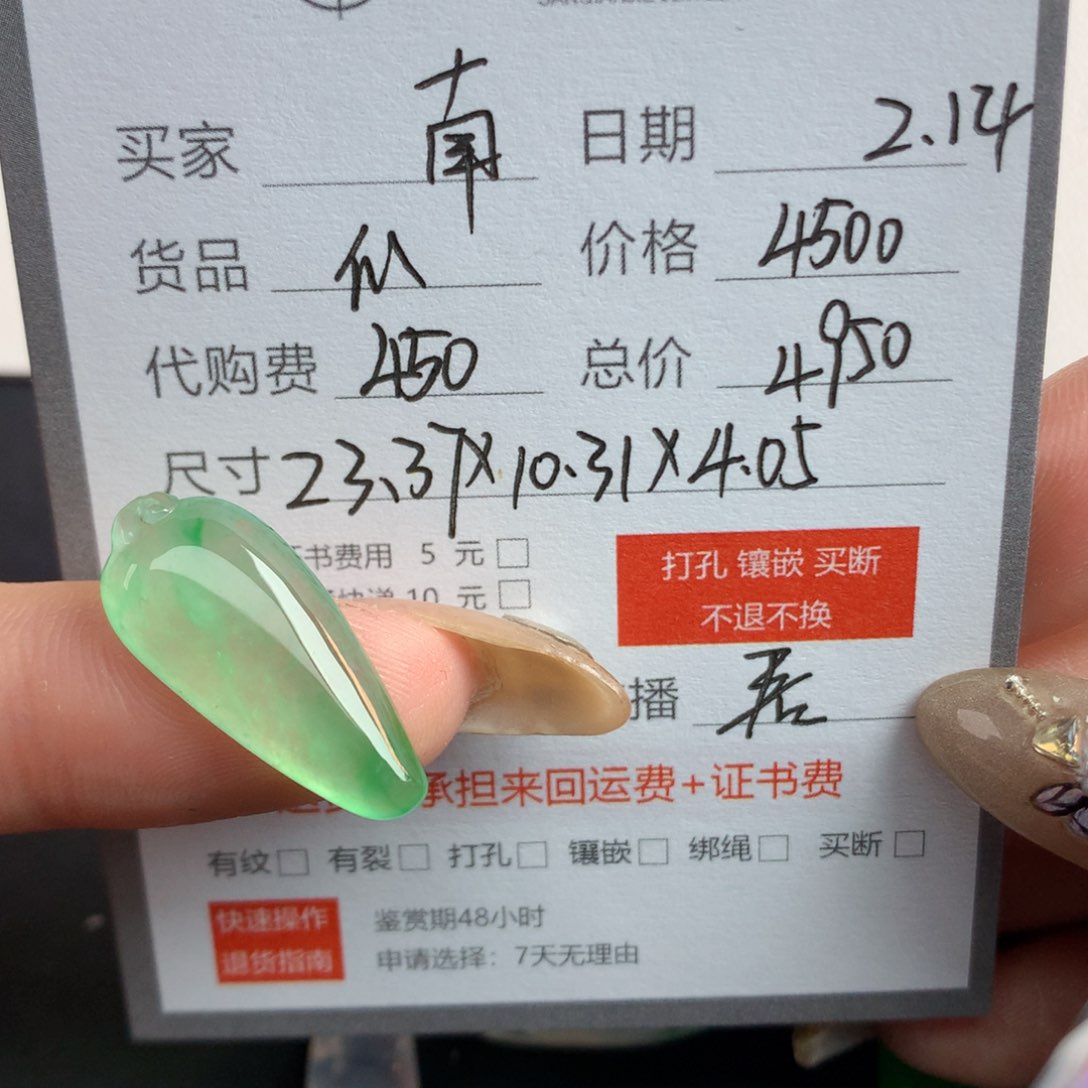 买家 南 日期 2.14
货品 价格 4500
代购费 450 总价 4950
尺寸 23.37X10.31X4.05
书费用 5 元
10 元
打孔 镶嵌 买断
不退不换
播
承担来回运费+证书费
有纹 有裂 打孔 镶嵌 绑绳 买断
快速操作 鉴赏期48小时
退货指南 申请选择：7天无理由